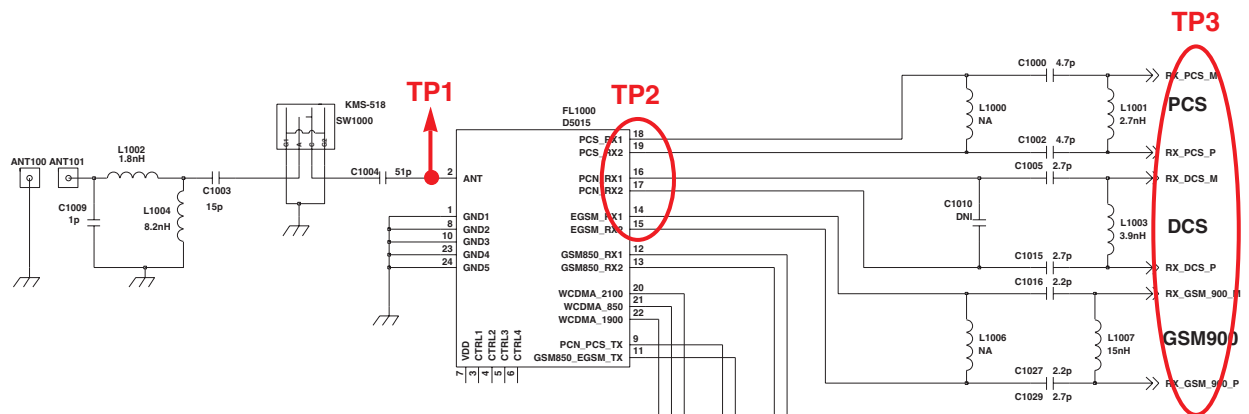 TP3
C1000 4.7p
RX_PCS_M
TP1
TP2
KMS-518
SW1000
FL1000
D5015
L1000
NA
L1001
2.7nH
PCS
G1
A
C
G2
PCS_RX1
18
PCS_RX2
19
C1002 4.7p
RX_PCS_P
L1002
1.8nH
ANT100
ANT101
C1004
51p
2
ANT
PCN_RX1
16
C1005 2.7p
RX_DCS_M
PCN_RX2
17
C1003
15p
C1009
1p
L1004
8.2nH
1
GND1
8
GND2
10
GND3
23
GND4
24
GND5
EGSM_RX1
14
EGSM_RX2
15
GSM850_RX1
12
GSM850_RX2
13
C1010
DNI
L1003
3.9nH
DCS
C1015 2.7p
RX_DCS_P
C1016 2.2p
RX_GSM_900_M
WCDMA_2100
20
WCDMA_850
21
WCDMA_1900
22
PCN_PCS_TX
9
GSM850_EGSM_TX
11
L1006
NA
L1007
15nH
GSM900
VDD
CTRL1
CTRL2
CTRL3
CTRL4
7
3
4
5
6
C1027 2.2p
RX_GSM_900_P
C1029 2.7p